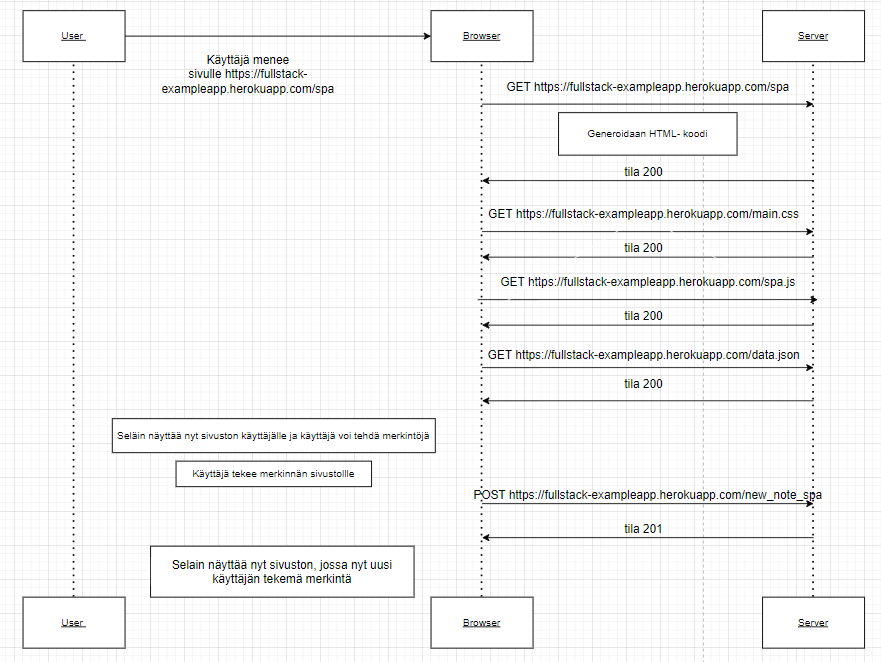 User
Browser
Server
Käyttäjä menee
sivulle https://fullstack-
exampleapp.herokuapp.com/spa
GET https://fullstack-exampleapp.herokuapp.com/spa
Generoidaan HTML- koodi
tila 200
GET https://fullstack-exampleapp.herokuapp.com/main.css
tila 200
GET https://fullstack-exampleapp.herokuapp.com/spa.js
tila 200
GET https://fullstack-exampleapp.herokuapp.com/data.json
tila 200
Seläin näyttää nyt sivuston käyttäjälle ja käyttäjä voi tehdä merkintöjä
Käyttäjä tekee merkinnän sivustollle
POST https://fullstack-exampleapp.herokuapp.com/new_note_spa
tila 201
Selain näyttää nyt sivuston, jossa nyt uusi
käyttäjän tekemä merkintä
User
Browser
Server